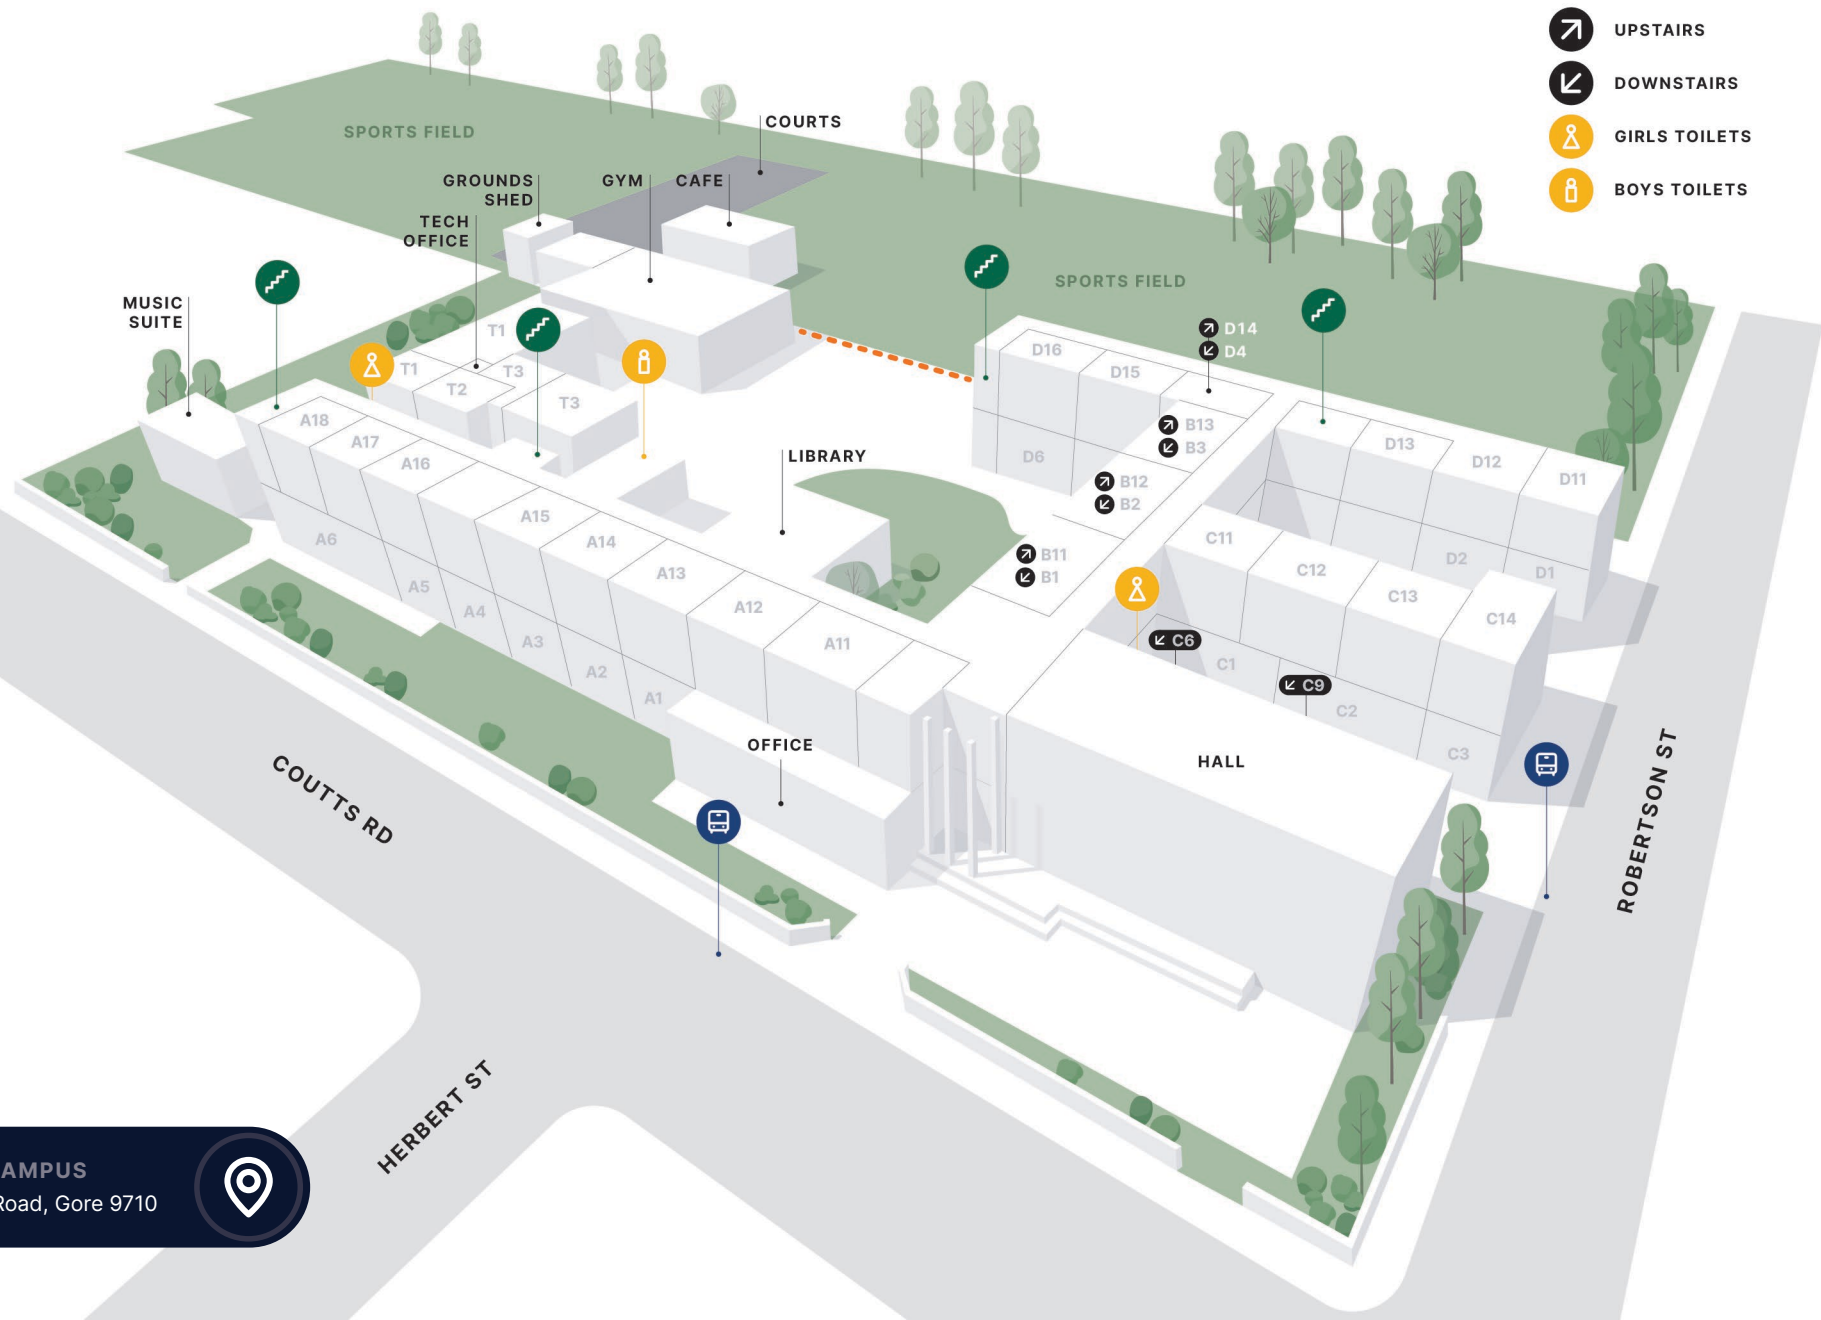 UPSTAIRS
DOWNSTAIRS
GIRLS TOILETS
BOYS TOILETS
SPORTS FIELD
COURTS
GROUNDS
SHED
GYM
CAFE
TECH
OFFICE
MUSIC
SUITE
SPORTS FIELD
T1
T1
T2
T3
T3
D16
D15
D14
D4
D6
B13
B3
B12
B2
B11
B1
D13
D12
D11
D2
D1
LIBRARY
A18
A17
A16
A15
A14
A13
A12
A11
A6
A5
A4
A3
A2
A1
C11
C12
C13
C14
C6
C1
C9
C2
C3
OFFICE
HALL
COUTTS RD
ROBERTSON ST
HERBERT ST
AMPUS
Road, Gore 9710